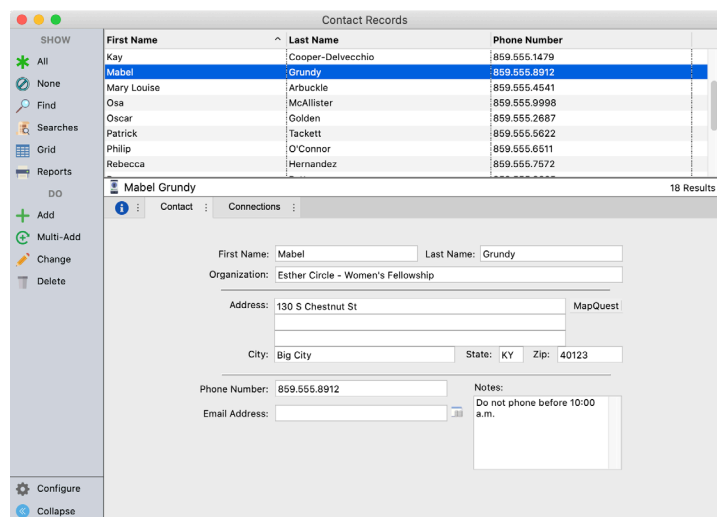 Contact Records
SHOW
All
None
Find
Searches
Grid
Reports
DO
Add
Multi-Add
Change
Delete
Configure
Collapse
First Name Last Name Phone Number
Kay Cooper-Delvecchio 859.555.1479
Mabel Grundy 859.555.8912
Mary Louise Arbuckle 859.555.4541
Osa McAllister 859.555.9998
Oscar Golden 859.555.2687
Patrick Tackett 859.555.5622
Philip O'Connor 859.555.6511
Rebecca Hernandez 859.555.7572
Mabel Grundy 18 Results
Contact Connections
First Name: Mabel Last Name: Grundy
Organization: Esther Circle - Women's Fellowship
Address: 130 S Chestnut St MapQuest
City: Big City State: KY Zip: 40123
Phone Number: 859.555.8912
Email Address:
Notes:
Do not phone before 10:00
a.m.